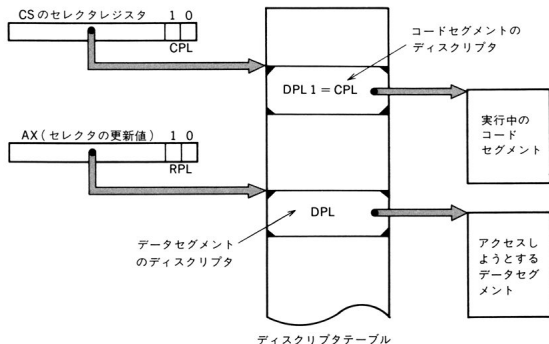 CSのセレクタレジスタ 1 0
CPL
コードセグメントの
ディスクリプタ
DPL 1 = CPL
実行中の
コード
セグメント
AX(セレクタの更新値) 1 0
RPL
DPL
データセグメント
のディスクリプタ
アクセスし
ようとする
データセグ
メント
ディスクリプタテーブル